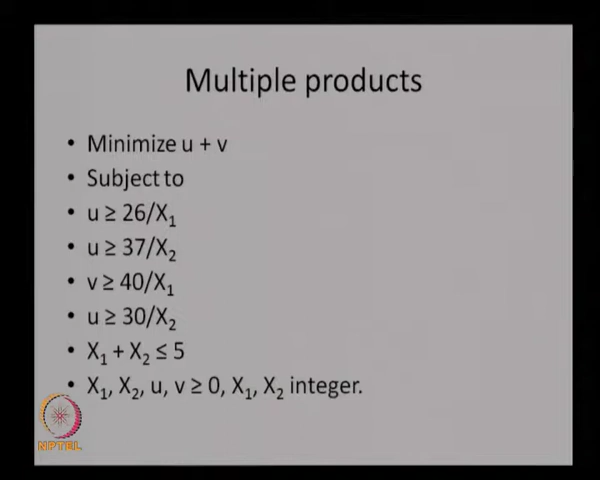 Multiple products
• Minimize u + v
• Subject to
• u ≥ 26/X₁
• u ≥ 37/X₂
• v ≥ 40/X₁
• u ≥ 30/X₂
• X₁ + X₂ ≤ 5
• X₁, X₂, u, v ≥ 0, X₁, X₂ integer.
NPTEL